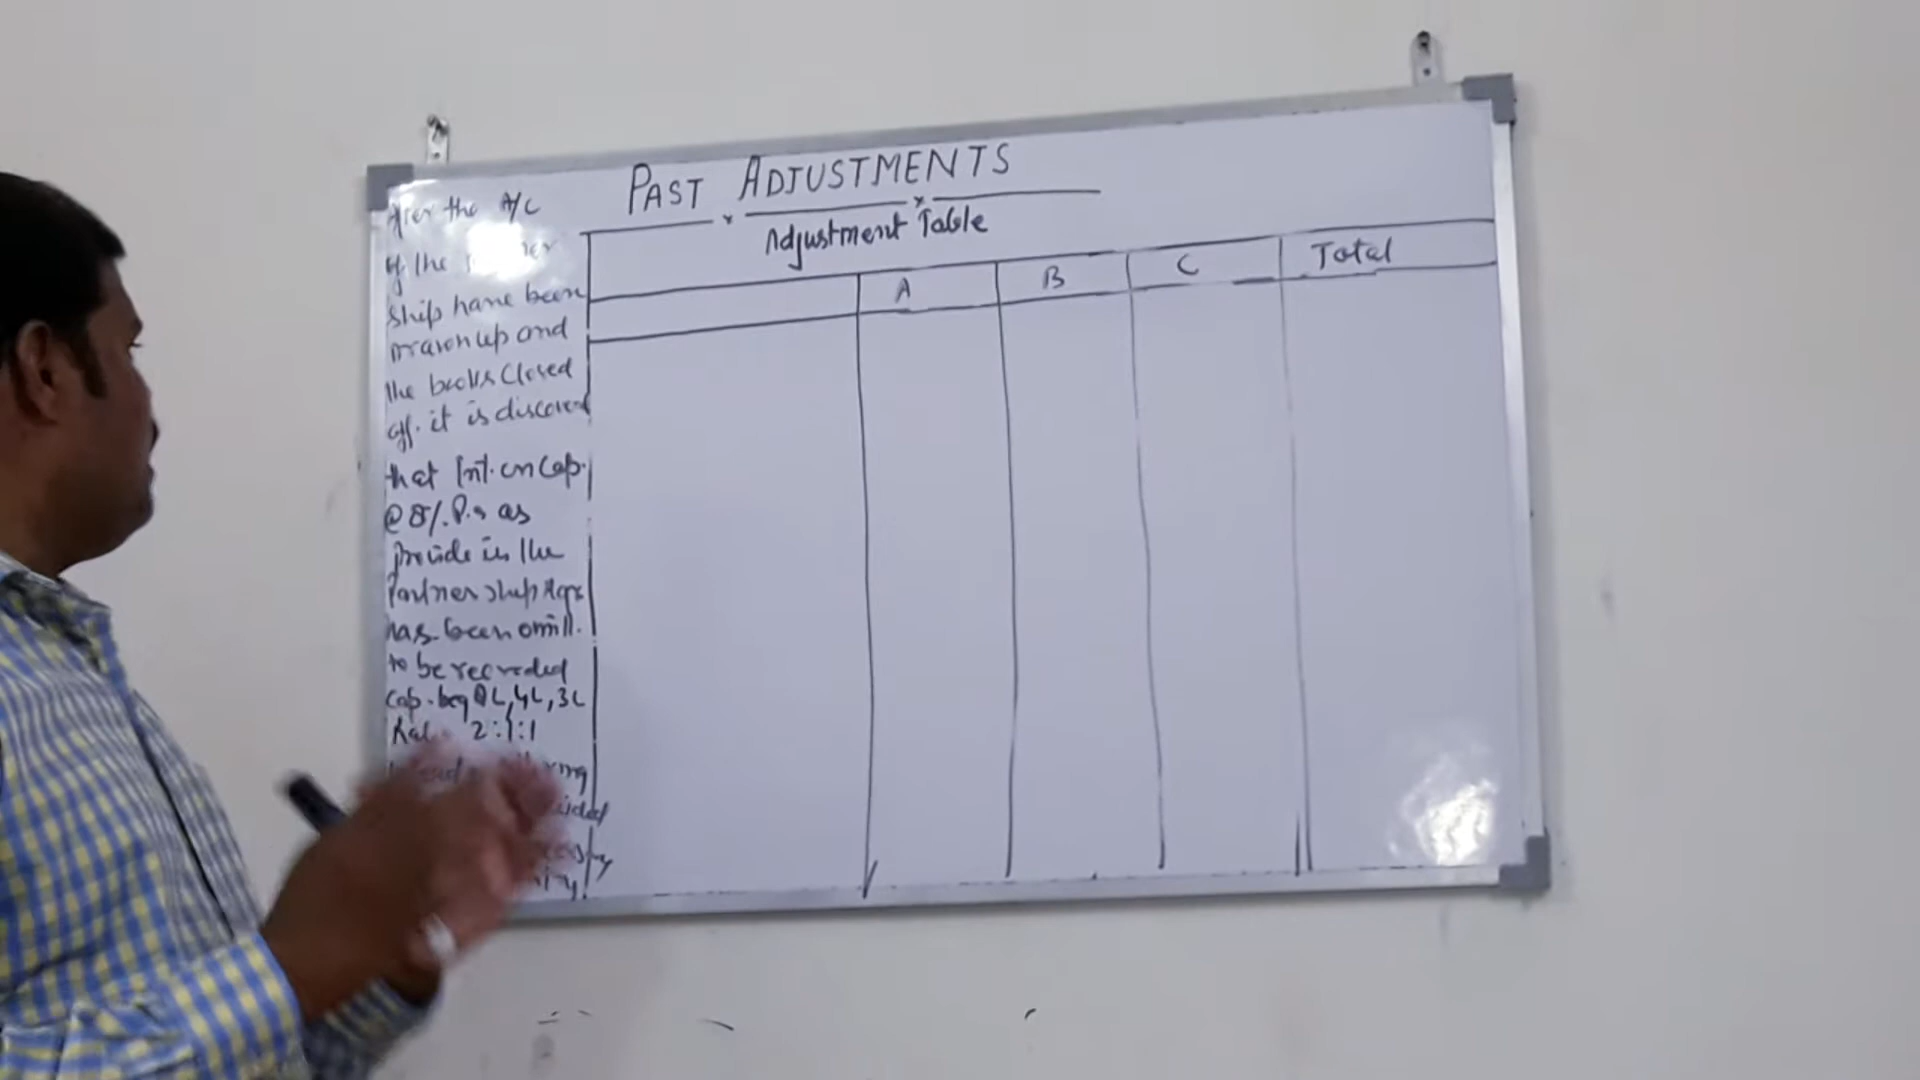 PAST ADJUSTMENTS
Adjustment Table
A B C Total
After the A/C
of the
ship have been
drawn up and
the books closed
off. it is discovered
that Int. on Cap.
@ 8%. P.a as
provide in the
Partnership Agre
has been omitt.
to be recorded
Cap. beg L, 4L, 3L
2:1:1